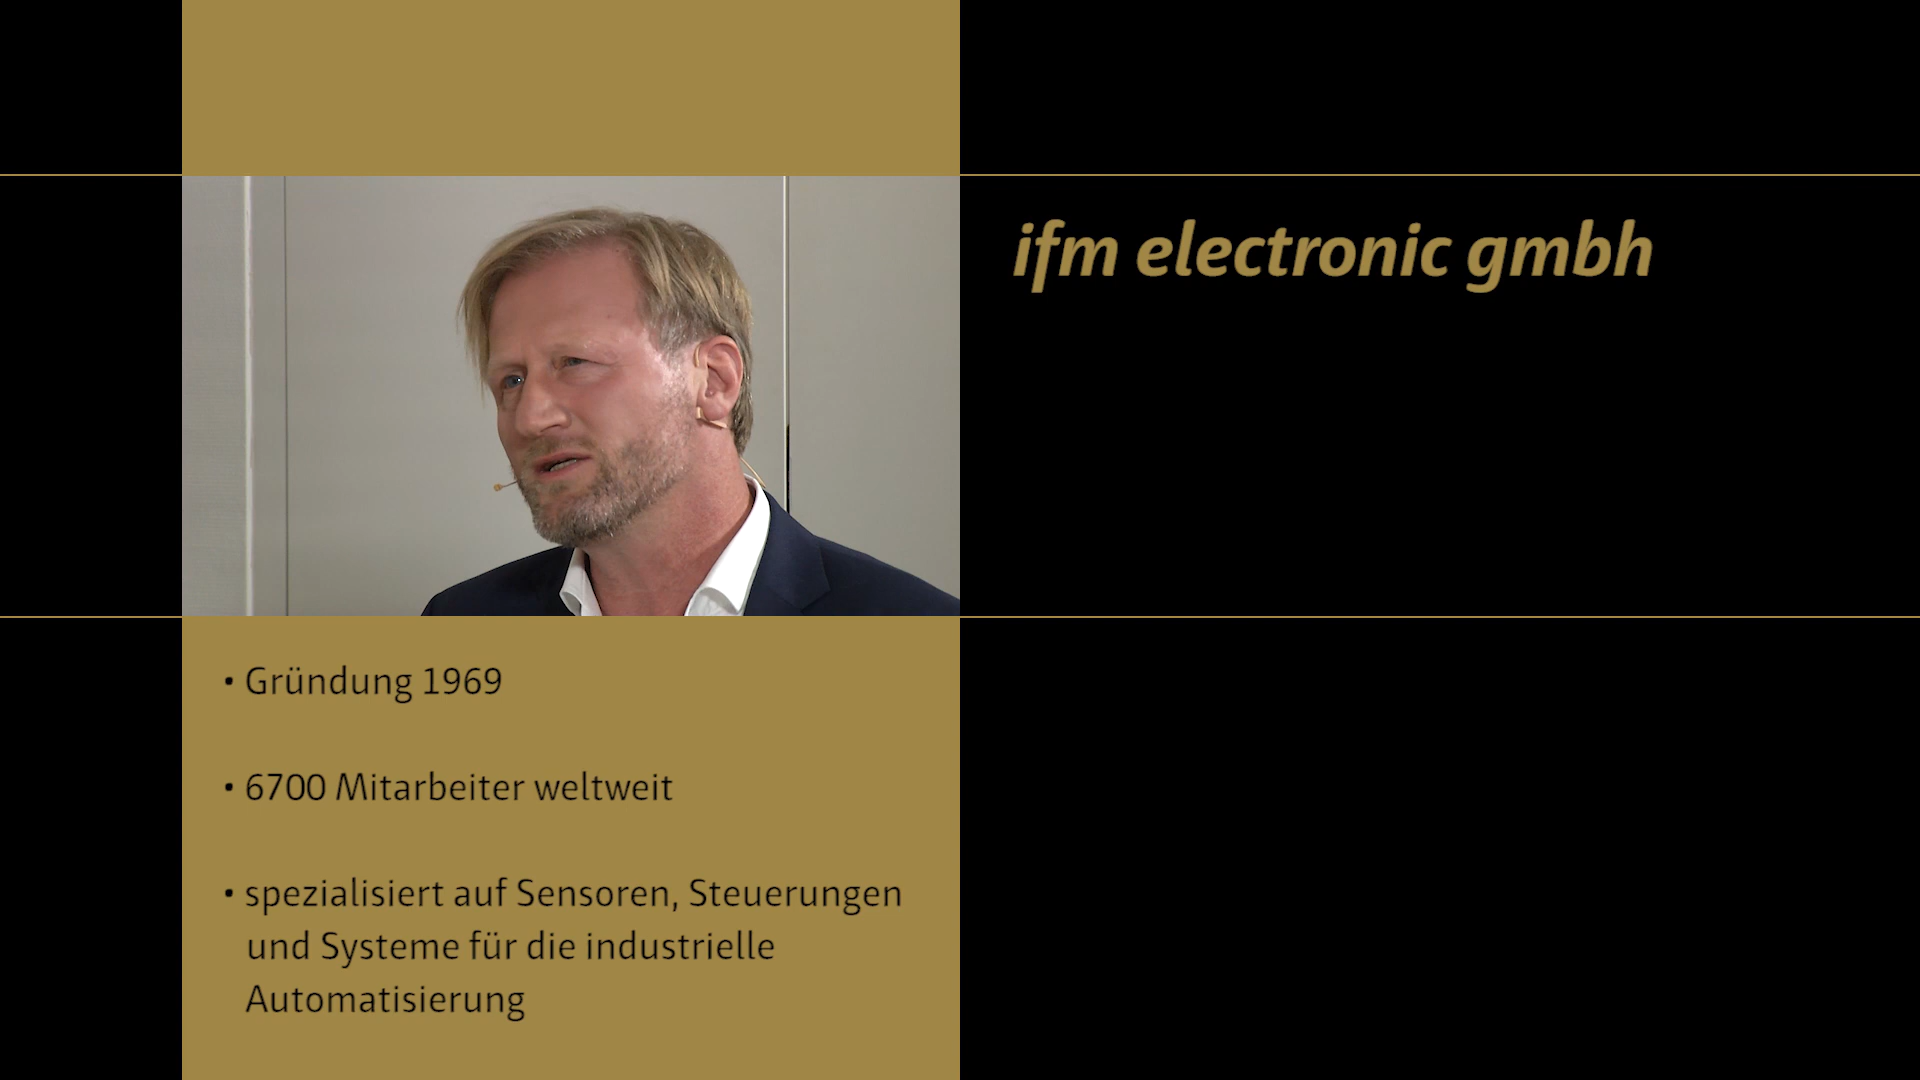 ifm electronic gmbh
• Gründung 1969
• 6700 Mitarbeiter weltweit
• spezialisiert auf Sensoren, Steuerungen
und Systeme für die industrielle
Automatisierung